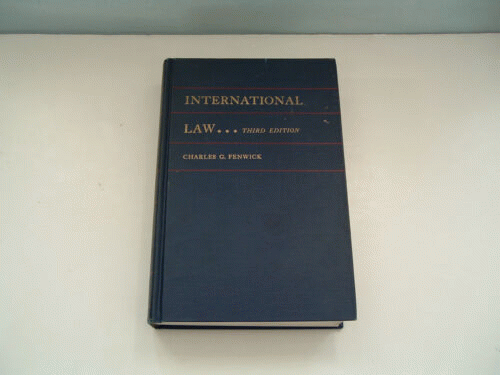 INTERNATIONAL
LAW... THIRD EDITION
CHARLES G. FENWICK